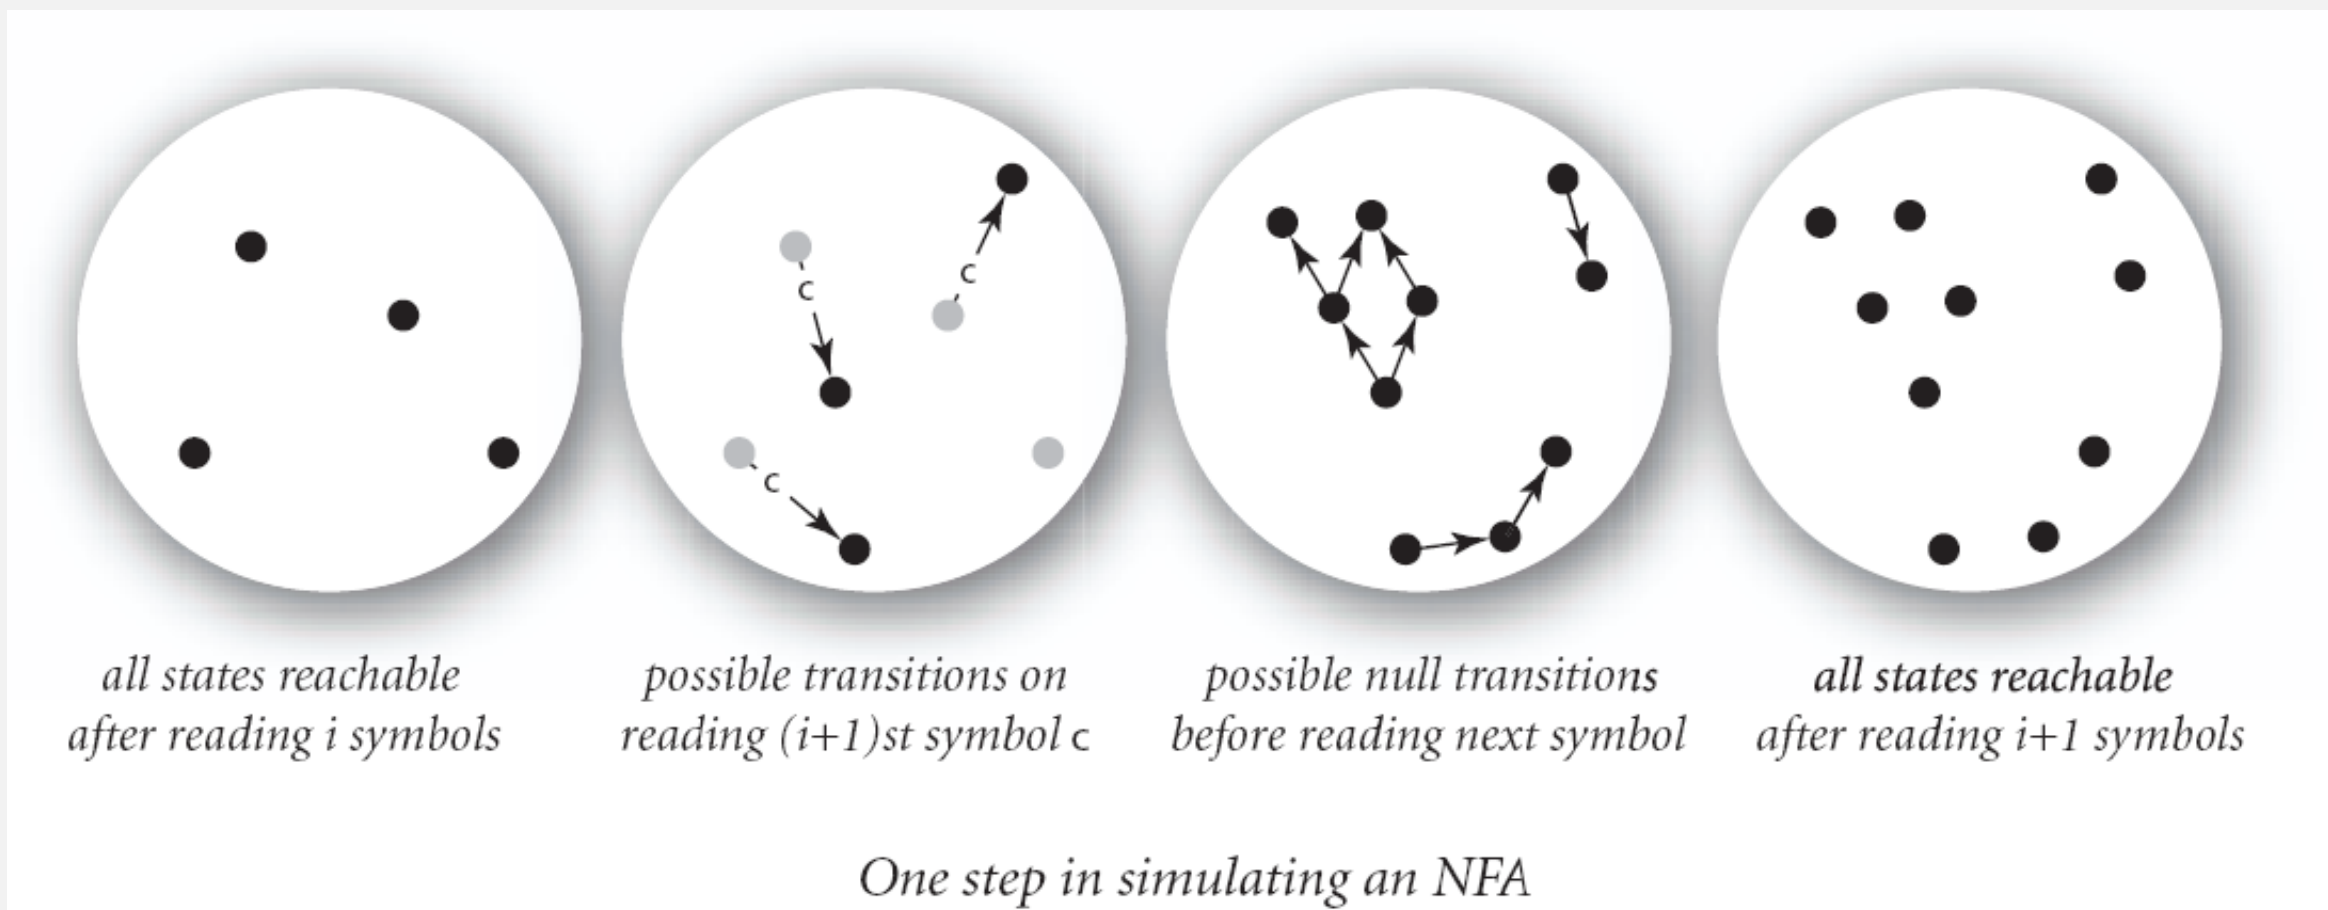 c
c
c
all states reachable
after reading i symbols
possible transitions on
reading (i+1)st symbol c
possible null transitions
before reading next symbol
all states reachable
after reading i+1 symbols
One step in simulating an NFA